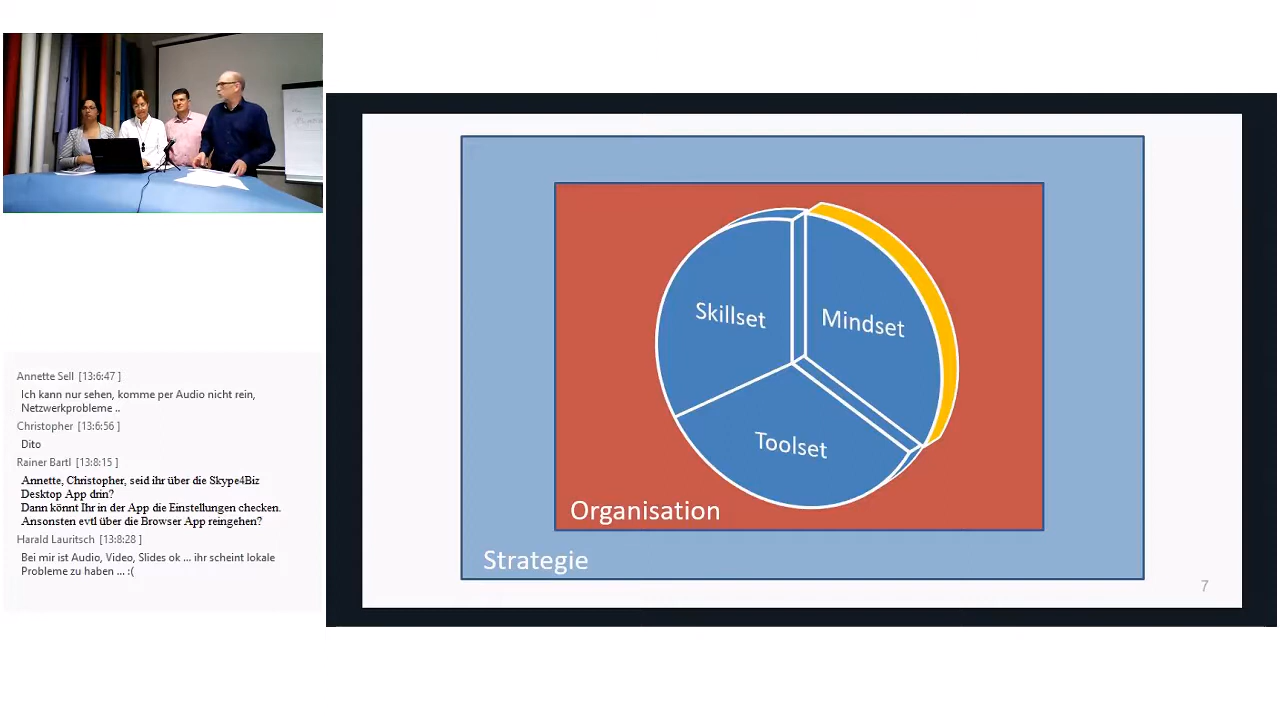 Annette Sell [13:6:47 ]
Ich kann nur sehen, komme per Audio nicht rein,
Netzwerkprobleme ..
Christopher [13:6:56 ]
Dito
Rainer Bartl [13:8:15 ]
Annette, Christopher, seid ihr über die Skype4Biz
Desktop App drin?
Dann könnt Ihr in der App die Einstellungen checken.
Ansonsten evtl über die Browser App reingehen?
Harald Lauritsch [13:8:28 ]
Bei mir ist Audio, Video, Slides ok ... ihr scheint lokale
Probleme zu haben ... :(
Skillset
Mindset
Toolset
Organisation
Strategie
7